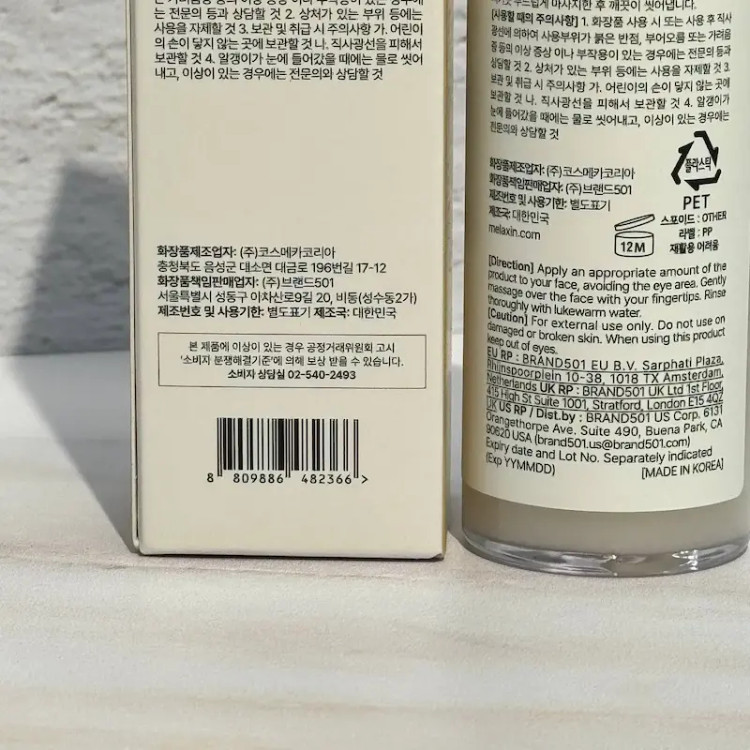 는 전문의 등과 상담할 것 2. 상처가 있는 부위 등에는
사용을 자제할 것 3. 보관 및 취급 시 주의사항 가. 어린이
의 손이 닿지 않는 곳에 보관할 것 나. 직사광선을 피해서
보관할 것 4. 알갱이가 눈에 들어갔을 때에는 물로 씻어
내고, 이상이 있는 경우에는 전문의와 상담할 것
화장품제조업자: (주)코스메카코리아
충청북도 음성군 대소면 대금로 196번길 17-12
화장품책임판매업자: (주)브랜드501
서울특별시 성동구 이차산로9길 20, 비동(성수동2가)
제조번호 및 사용기한: 별도표기 제조국: 대한민국
본 제품에 이상이 있는 경우 공정거래위원회 고시
'소비자 분쟁해결기준'에 의해 보상 받을 수 있습니다.
소비자 상담실 02-540-2493
8 809886 482366 >
부드럽게 마사지한 후 깨끗이 씻어냅니다.
[사용할 때의 주의사항] 1. 화장품 사용 시 또는 사용 후 직사
광선에 의하여 사용부위가 붉은 반점, 부어오름 또는 가려움
증 등의 이상 증상이나 부작용이 있는 경우에는 전문의 등과
상담할 것 2. 상처가 있는 부위 등에는 사용을 자제할 것 3.
보관 및 취급 시 주의사항 가. 어린이의 손이 닿지 않는 곳에
보관할 것 나. 직사광선을 피해서 보관할 것 4. 알갱이가
눈에 들어갔을 때에는 물로 씻어내고, 이상이 있는 경우에는
전문의와 상담할 것
화장품제조업자: (주)코스메카코리아
화장품책임판매업자: (주)브랜드501
제조번호 및 사용기한: 별도표기
제조국: 대한민국
melaxin.com
플라스틱
PET
스포이드 : OTHER
라벨 : PP
재활용 어려움
12M
[Direction] Apply an appropriate amount of the
product to your face, avoiding the eye area. Gently
massage over the face with your fingertips. Rinse
thoroughly with lukewarm water.
[Caution] For external use only. Do not use on
damaged or broken skin. When using this product
keep out of eyes.
EU RP : BRAND501 EU B.V. Sarphati Plaza,
Rhijnspoorplein 10-38, 1018 TX Amsterdam,
Netherlands UK RP : BRAND501 UK Ltd 1st Floor,
415 High St Suite 1001, Stratford, London E15 4QZ
UK US RP / Dist.by : BRAND501 US Corp. 6131
Orangethorpe Ave. Suite 490, Buena Park, CA
90620 USA (brand501.us@brand501.com)
Expiry date and Lot No. Separately indicated
(Exp YYMMDD) [MADE IN KOREA]